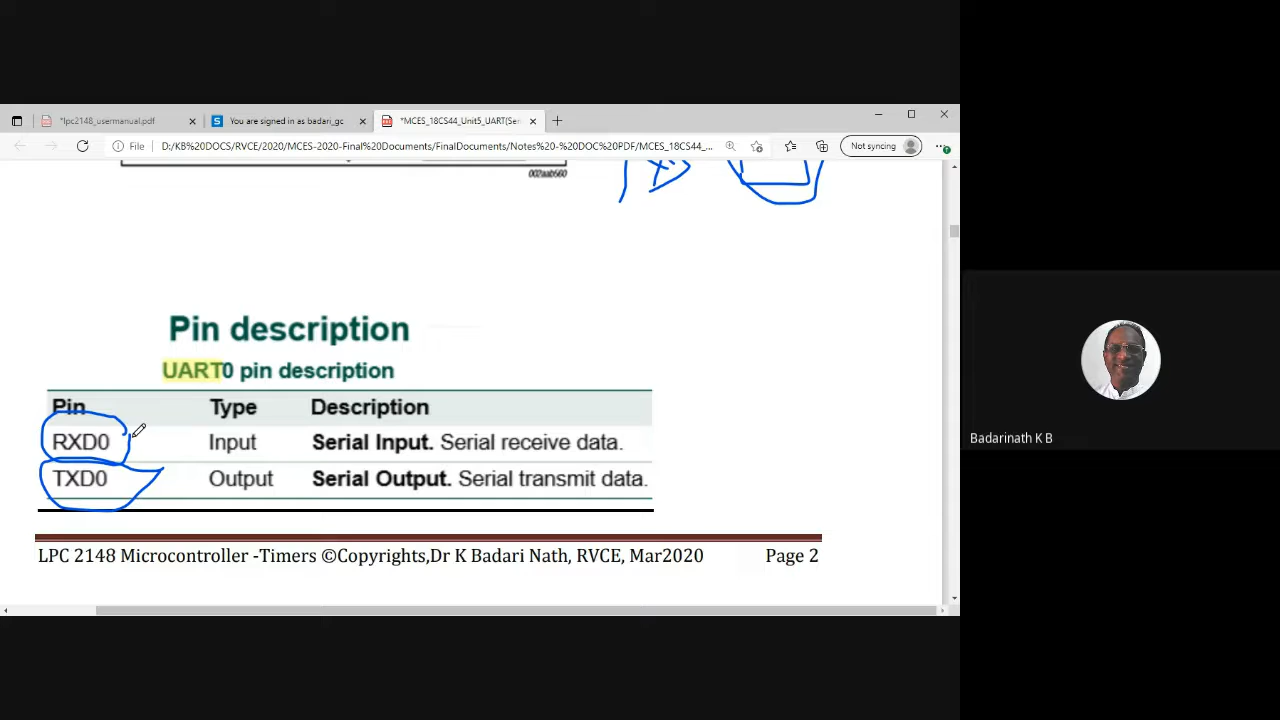 *lpc2148_usermanual.pdf
You are signed in as badari_gc
*MCES_18CS44_Unit5_UART(Ser
File
D:/KB%20DOCS/RVCE/2020/MCES-2020-Final%20Documents/FinalDocuments/Notes%20-%20DOC%20PDF/MCES_18CS44_...
Not syncing
002aab560
Pin description
UART0 pin description
Pin Type Description
RXD0 Input Serial Input. Serial receive data.
TXD0 Output Serial Output. Serial transmit data.
LPC 2148 Microcontroller -Timers ©Copyrights,Dr K Badari Nath, RVCE, Mar2020 Page 2
Badarinath K B